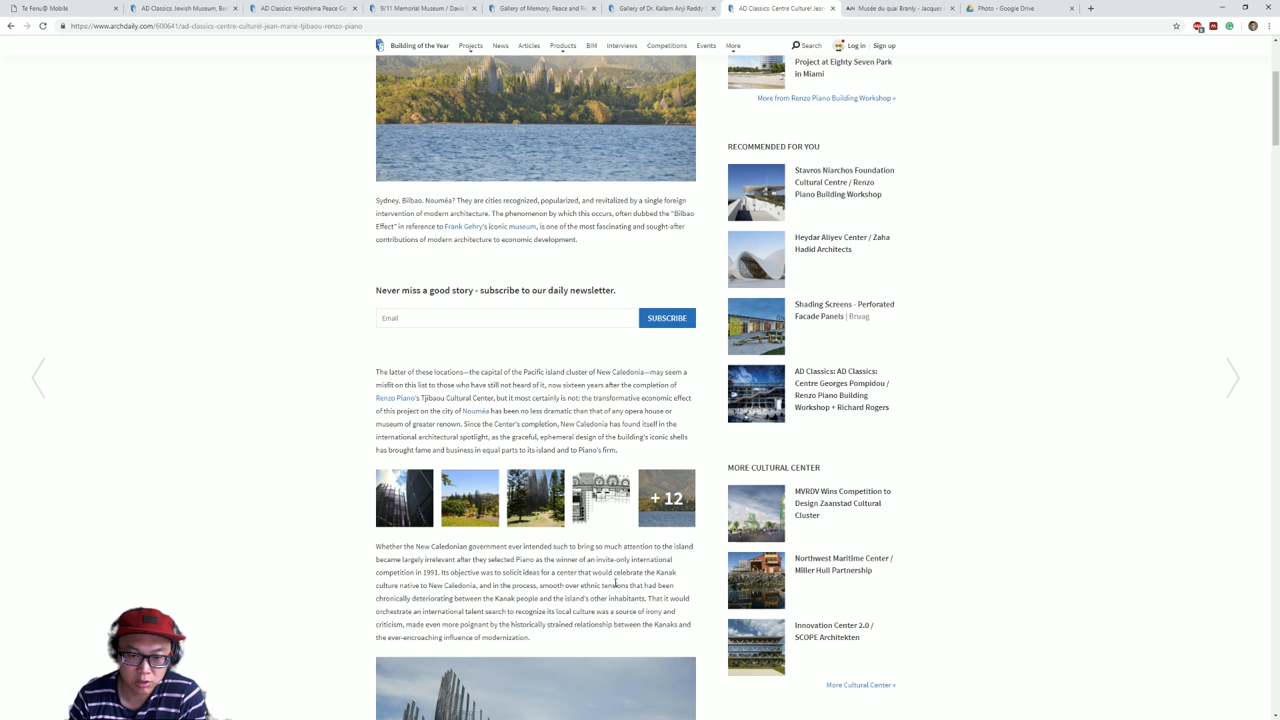 Te Fenu@ Mobile
AD Classics: Jewish Museum, Be
AD Classics: Hiroshima Peace Ce
9/11 Memorial Museum / Davis
Gallery of Memory, Peace and R
Gallery of Dr. Kallam Anji Reddy
AD Classics: Centre Culturel Jean
Musée du quai Branly - Jacques
Photo - Google Drive
https://www.archdaily.com/600641/ad-classics-centre-culturel-jean-marie-tjibaou-renzo-piano
Building of the Year
Projects
News
Articles
Products
BIM
Interviews
Competitions
Events
More
Search
Log in
Sign up
Sydney. Bilbao. Nouméa? They are cities recognized, popularized, and revitalized by a single foreign
intervention of modern architecture. The phenomenon by which this occurs, often dubbed the "Bilbao
Effect" in reference to Frank Gehry's iconic museum, is one of the most fascinating and sought-after
contributions of modern architecture to economic development.
Never miss a good story - subscribe to our daily newsletter.
Email
SUBSCRIBE
The latter of these locations—the capital of the Pacific island cluster of New Caledonia—may seem a
misfit on this list to those who have still not heard of it, now sixteen years after the completion of
Renzo Piano's Tjibaou Cultural Center, but it most certainly is not: the transformative economic effect
of this project on the city of Nouméa has been no less dramatic than that of any opera house or
museum of greater renown. Since the Center's completion, New Caledonia has found itself in the
international architectural spotlight, as the graceful, ephemeral design of the building's iconic shells
has brought fame and business in equal parts to its island and to Piano's firm.
+ 12
Whether the New Caledonian government ever intended such to bring so much attention to the island
became largely irrelevant after they selected Piano as the winner of an invite-only international
competition in 1991. Its objective was to solicit ideas for a center that would celebrate the Kanak
culture native to New Caledonia, and in the process, smooth over ethnic tensions that had been
chronically deteriorating between the Kanak people and the island's other inhabitants. That it would
orchestrate an international talent search to recognize its local culture was a source of irony and
criticism, made even more poignant by the historically strained relationship between the Kanaks and
the ever-encroaching influence of modernization.
Project at Eighty Seven Park
in Miami
More from Renzo Piano Building Workshop »
RECOMMENDED FOR YOU
Stavros Niarchos Foundation
Cultural Centre / Renzo
Piano Building Workshop
Heydar Aliyev Center / Zaha
Hadid Architects
Shading Screens - Perforated
Facade Panels | Bruag
AD Classics: AD Classics:
Centre Georges Pompidou /
Renzo Piano Building
Workshop + Richard Rogers
MORE CULTURAL CENTER
MVRDV Wins Competition to
Design Zaanstad Cultural
Cluster
Northwest Maritime Center /
Miller Hull Partnership
Innovation Center 2.0 /
SCOPE Architekten
More Cultural Center »